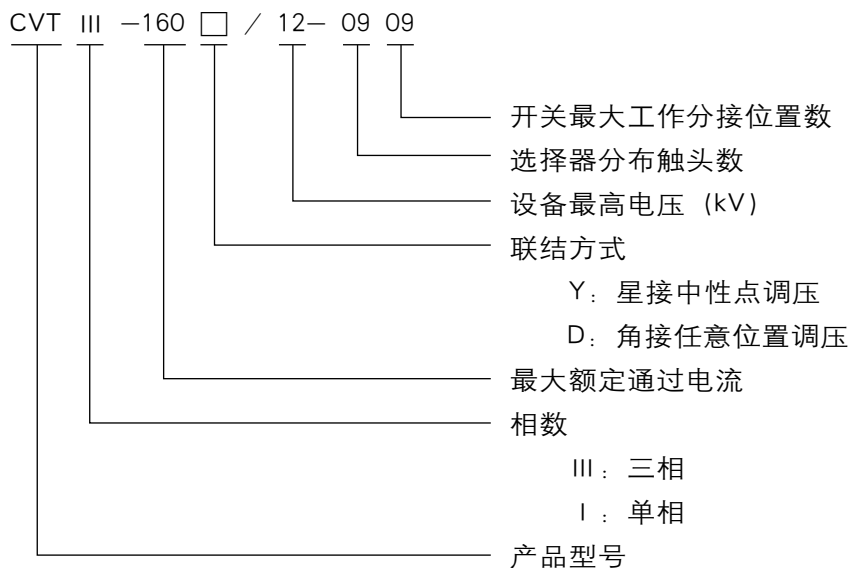 CVT III -160 □ / 12- 09 09
开关最大工作分接位置数
选择器分布触头数
设备最高电压 (kV)
联结方式
Y: 星接中性点调压
D: 角接任意位置调压
最大额定通过电流
相数
III: 三相
I: 单相
产品型号